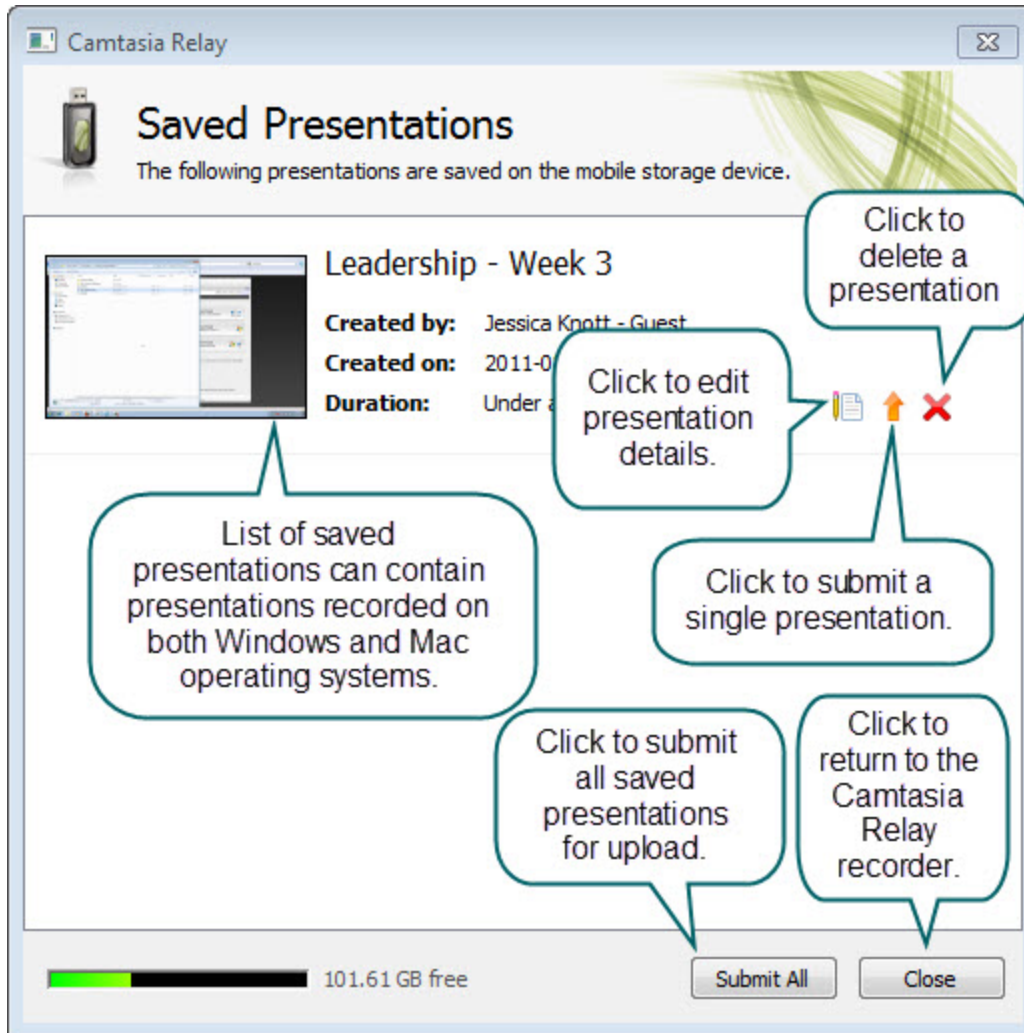 Camtasia Relay
Saved Presentations
The following presentations are saved on the mobile storage device.
Click to
delete a
presentation
Leadership - Week 3
Created by: Jessica Knott - Guest
Created on: 2011-0
Duration: Under a
Click to edit
presentation
details.
List of saved
presentations can contain
presentations recorded on
both Windows and Mac
operating systems.
Click to submit a
single presentation.
Click to submit
all saved
presentations
for upload.
Click to
return to the
Camtasia
Relay
recorder.
101.61 GB free
Submit All
Close